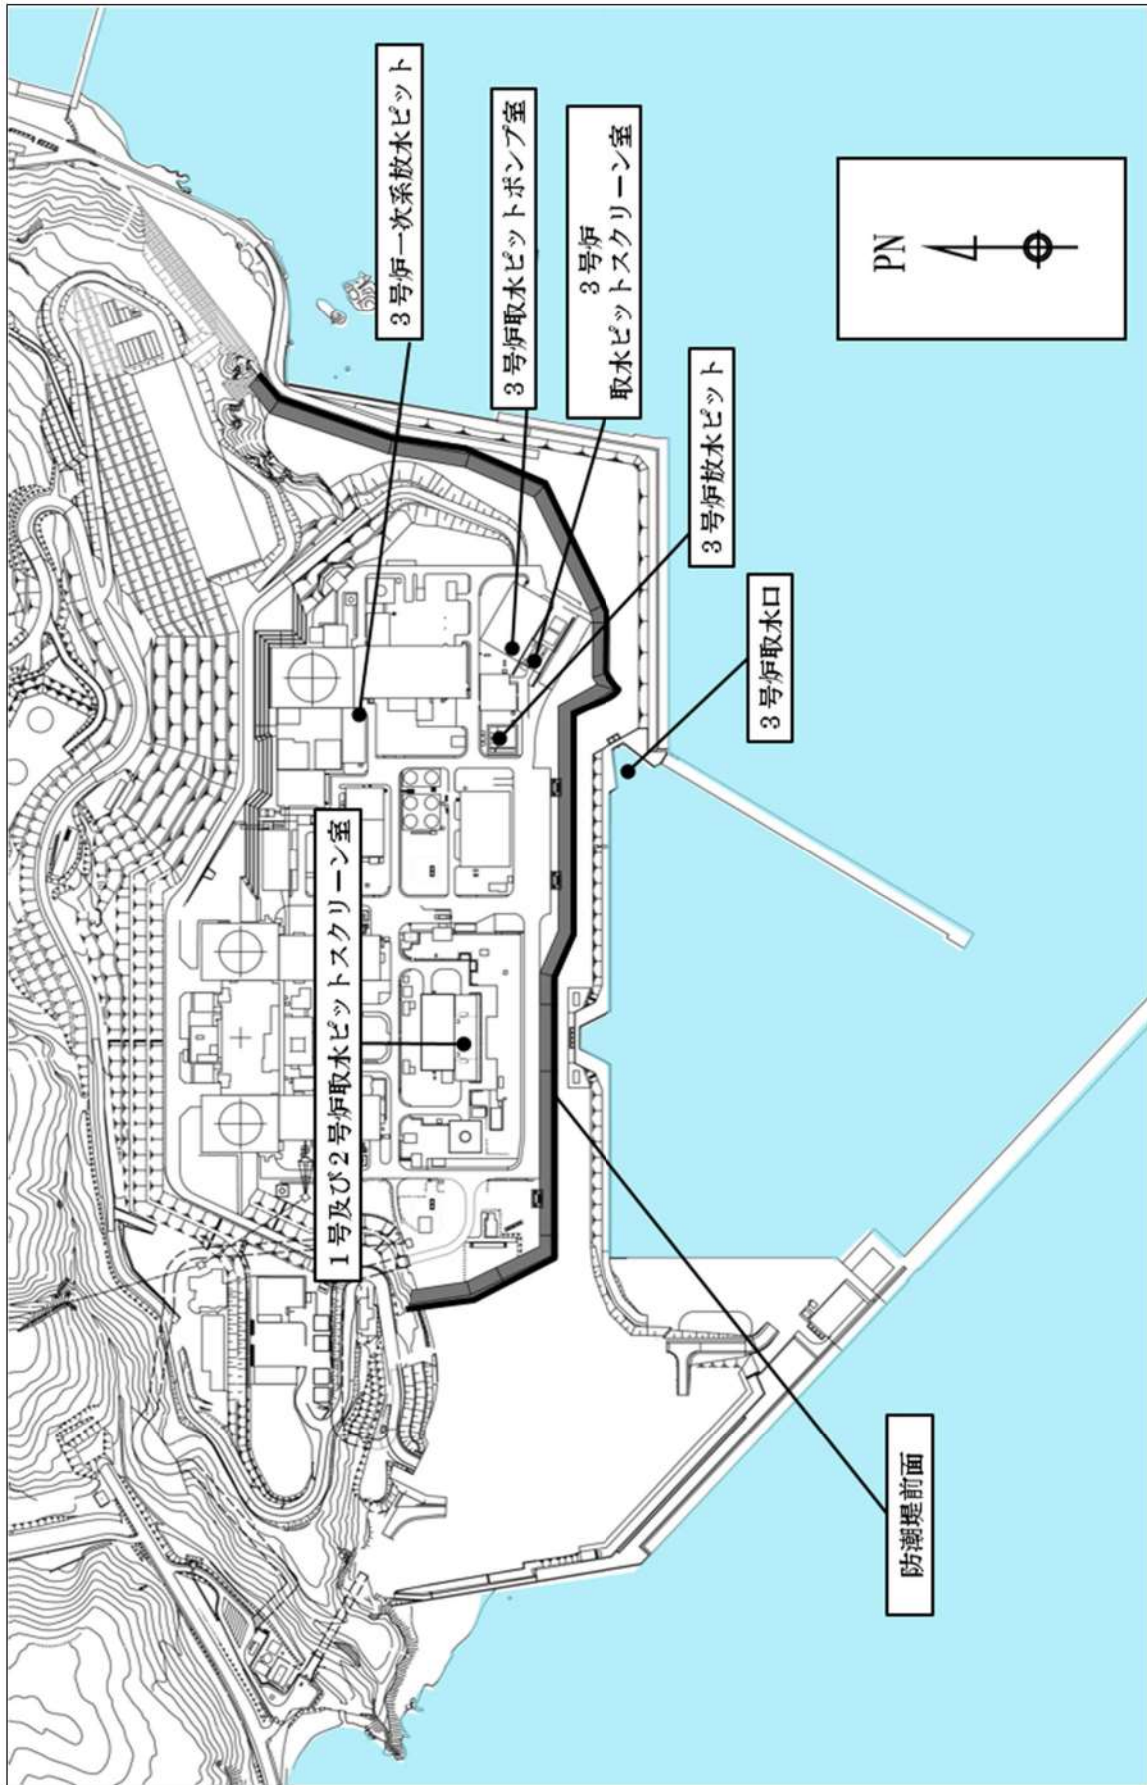 1号及び2号炉取水ピットスクリーン室
3号炉一次系放水ピット
3号炉取水ピットポンプ室
3号炉
取水ピットスクリーン室
3号炉放水ピット
3号炉取水口
防潮堤前面
PN